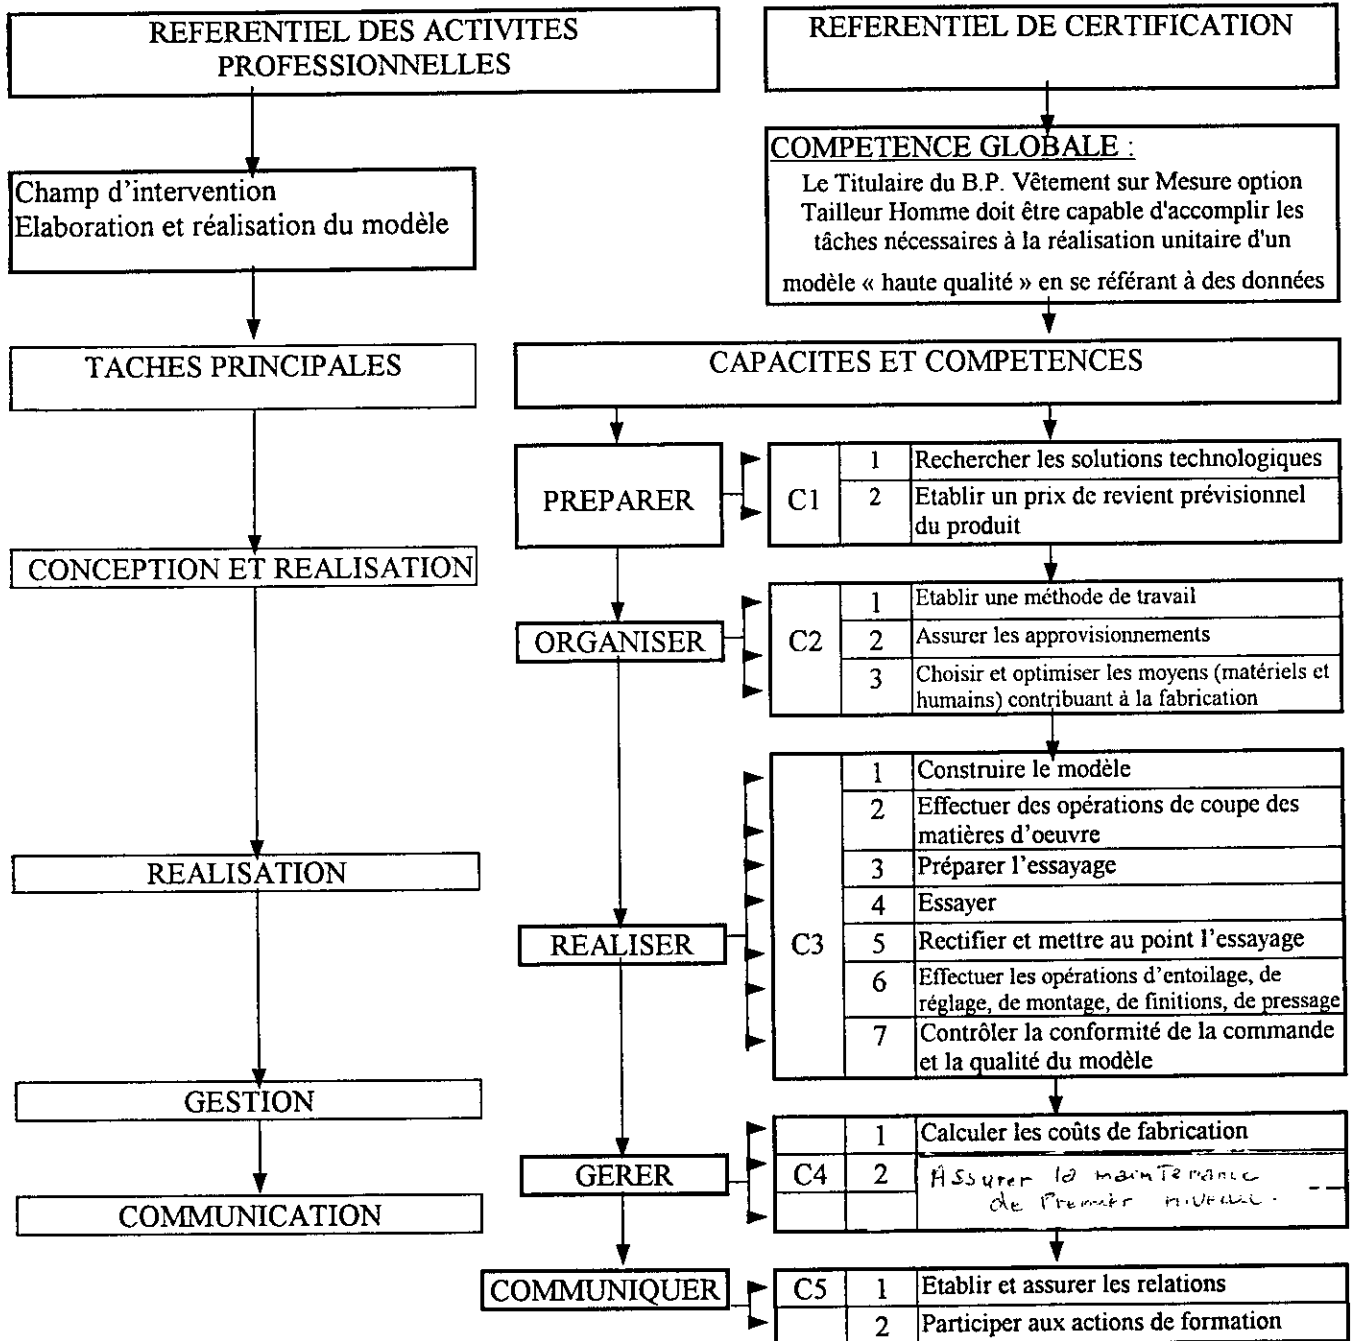 REFERENTIEL DES ACTIVITES
PROFESSIONNELLES
Champ d'intervention
Elaboration et réalisation du modèle
TACHES PRINCIPALES
CONCEPTION ET REALISATION
REALISATION
GESTION
COMMUNICATION
REFERENTIEL DE CERTIFICATION
COMPETENCE GLOBALE :
Le Titulaire du B.P. Vêtement sur Mesure option
Tailleur Homme doit être capable d'accomplir les
tâches nécessaires à la réalisation unitaire d'un
modèle « haute qualité » en se référant à des données
CAPACITES ET COMPETENCES
PREPARER
C1
1 Rechercher les solutions technologiques
2 Etablir un prix de revient prévisionnel
du produit
ORGANISER
C2
1 Etablir une méthode de travail
2 Assurer les approvisionnements
3 Choisir et optimiser les moyens (matériels et
humains) contribuant à la fabrication
REALISER
C3
1 Construire le modèle
2 Effectuer des opérations de coupe des
matières d'oeuvre
3 Préparer l'essayage
4 Essayer
5 Rectifier et mettre au point l'essayage
6 Effectuer les opérations d'entoilage, de
réglage, de montage, de finitions, de pressage
7 Contrôler la conformité de la commande
et la qualité du modèle
GERER
C4
1 Calculer les coûts de fabrication
2 Assurer la maintenance
de Premier niveau.
COMMUNIQUER
C5
1 Etablir et assurer les relations
2 Participer aux actions de formation